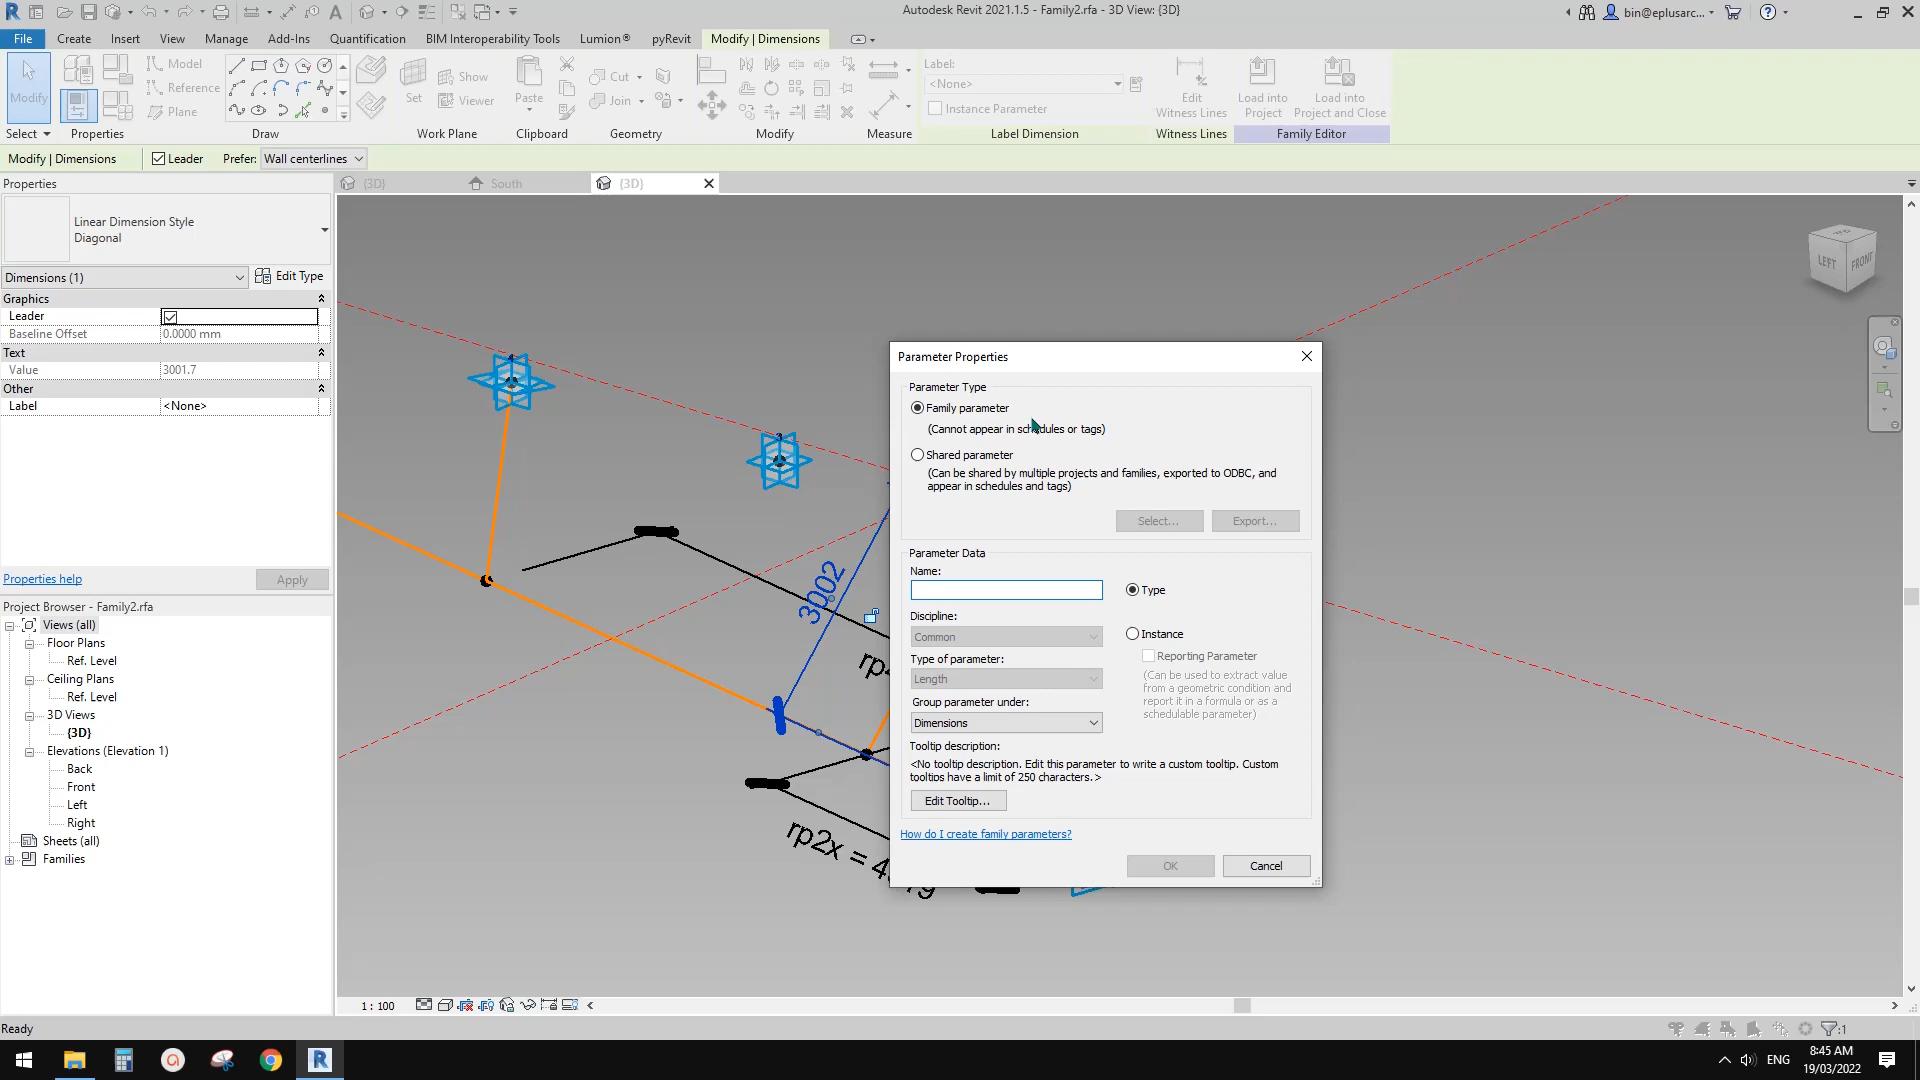 Autodesk Revit 2021.1.5 - Family2.rfa - 3D View: {3D}
bin@eplusarc...
File Create Insert View Manage Add-Ins Quantification BIM Interoperability Tools Lumion® pyRevit Modify | Dimensions
Modify
Model
Reference
Plane
Set
Show
Viewer
Paste
Cut
Join
Label:
<None>
Instance Parameter
Edit
Witness Lines
Load into
Project
Load into
Project and Close
Select Properties Draw Work Plane Clipboard Geometry Modify Measure Label Dimension Witness Lines Family Editor
Modify | Dimensions Leader Prefer: Wall centerlines
Properties
{3D} South {3D}
Linear Dimension Style
Diagonal
Dimensions (1) Edit Type
Graphics
Leader
Baseline Offset 0.0000 mm
Text
Value 3001.7
Other
Label <None>
Properties help Apply
Project Browser - Family2.rfa
Views (all)
Floor Plans
Ref. Level
Ceiling Plans
Ref. Level
3D Views
{3D}
Elevations (Elevation 1)
Back
Front
Left
Right
Sheets (all)
Families
4
3
3002
rp2x = 4
LEFT FRONT
Parameter Properties
Parameter Type
Family parameter
(Cannot appear in schedules or tags)
Shared parameter
(Can be shared by multiple projects and families, exported to ODBC, and
appear in schedules and tags)
Select... Export...
Parameter Data
Name:
Type
Discipline:
Common
Instance
Reporting Parameter
Type of parameter:
Length
(Can be used to extract value
from a geometric condition and
report it in a formula or as a
schedulable parameter)
Group parameter under:
Dimensions
Tooltip description:
<No tooltip description. Edit this parameter to write a custom tooltip. Custom
tooltips have a limit of 250 characters.>
Edit Tooltip...
How do I create family parameters?
OK Cancel
1 : 100
Ready
:1
ENG
8:45 AM
19/03/2022